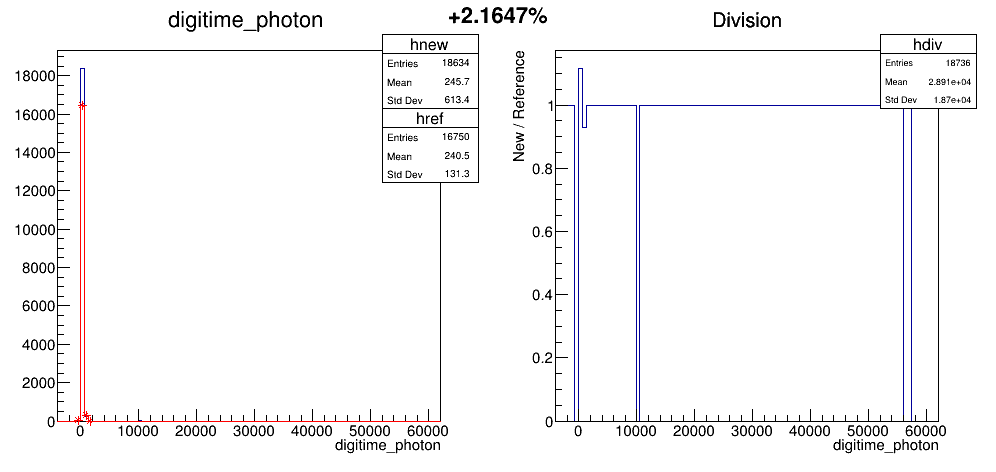 +2.1647%
digitime_photon
hnew
Entries 18634
Mean 245.7
Std Dev 613.4
href
Entries 16750
Mean 240.5
Std Dev 131.3
18000
16000
14000
12000
10000
8000
6000
4000
2000
0
0 10000 20000 30000 40000 50000 60000
digitime_photon
Division
hdiv
Entries 18736
Mean 2.891e+04
Std Dev 1.87e+04
New / Reference
1
0.8
0.6
0.4
0.2
0
0 10000 20000 30000 40000 50000 60000
digitime_photon